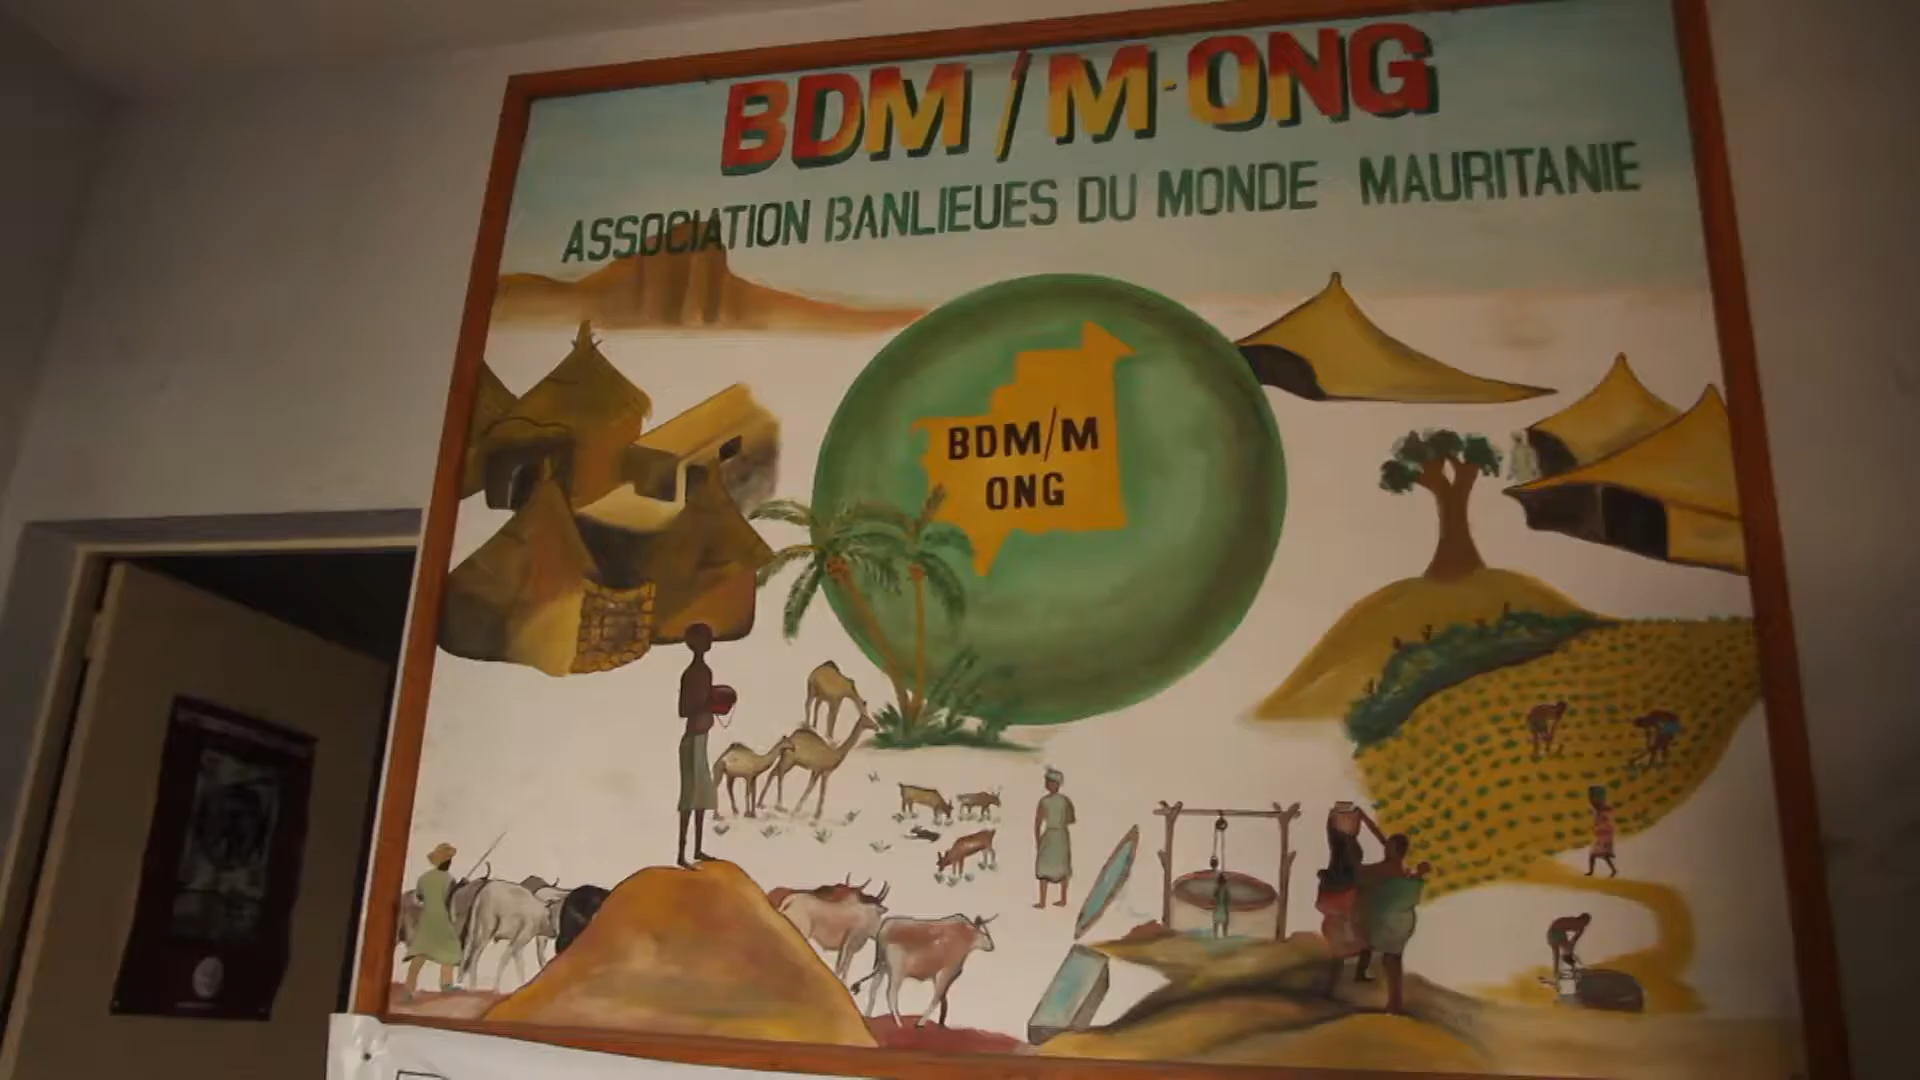 BDM/M-ONG
ASSOCIATION BANLIEUES DU MONDE MAURITANIE
BDM/M
ONG